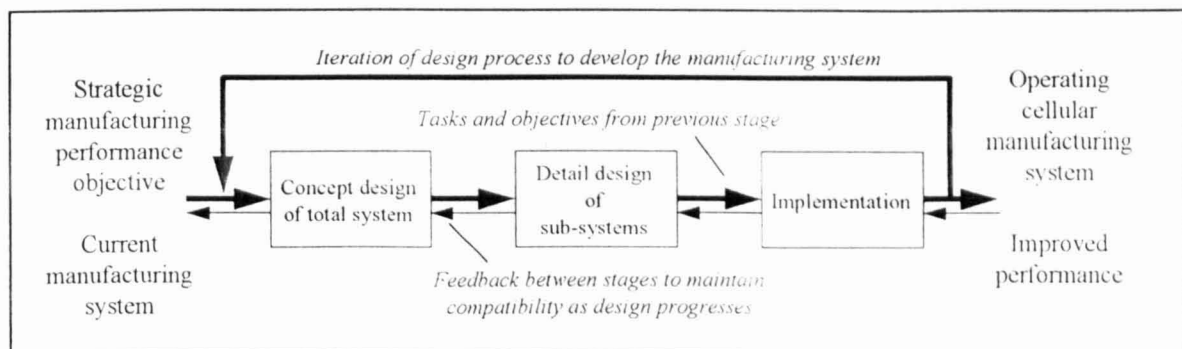 Iteration of design process to develop the manufacturing system
Strategic
manufacturing
performance
objective
Operating
cellular
manufacturing
system
Tasks and objectives from previous stage
Concept design
of total system
Detail design
of
sub-systems
Implementation
Current
manufacturing
system
Improved
performance
Feedback between stages to maintain
compatibility as design progresses